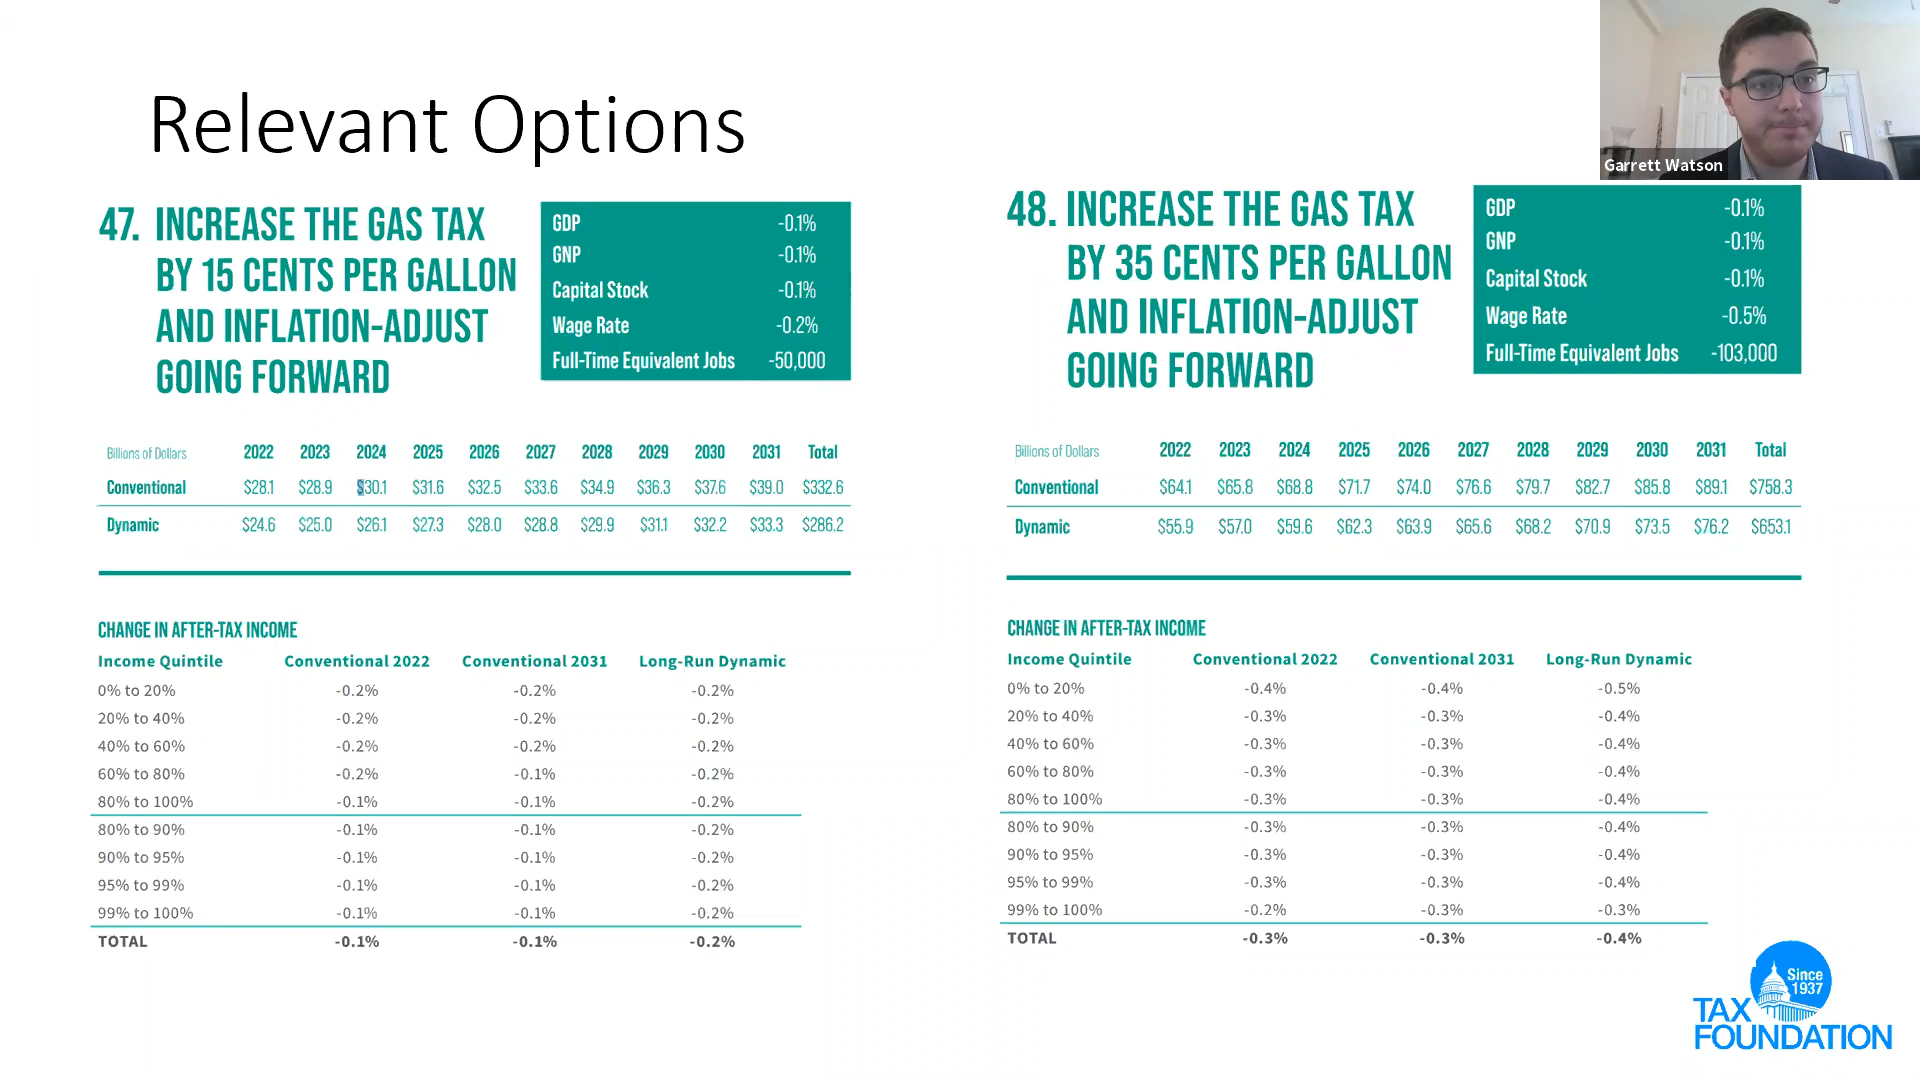 Garrett Watson
Relevant Options
47. INCREASE THE GAS TAX
BY 15 CENTS PER GALLON
AND INFLATION-ADJUST
GOING FORWARD
GDP -0.1%
GNP -0.1%
Capital Stock -0.1%
Wage Rate -0.2%
Full-Time Equivalent Jobs -50,000
Billions of Dollars 2022 2023 2024 2025 2026 2027 2028 2029 2030 2031 Total
Conventional $28.1 $28.9 $30.1 $31.6 $32.5 $33.6 $34.9 $36.3 $37.6 $39.0 $332.6
Dynamic $24.6 $25.0 $26.1 $27.3 $28.0 $28.8 $29.9 $31.1 $32.2 $33.3 $286.2
CHANGE IN AFTER-TAX INCOME
Income Quintile Conventional 2022 Conventional 2031 Long-Run Dynamic
0% to 20% -0.2% -0.2% -0.2%
20% to 40% -0.2% -0.2% -0.2%
40% to 60% -0.2% -0.2% -0.2%
60% to 80% -0.2% -0.1% -0.2%
80% to 100% -0.1% -0.1% -0.2%
80% to 90% -0.1% -0.1% -0.2%
90% to 95% -0.1% -0.1% -0.2%
95% to 99% -0.1% -0.1% -0.2%
99% to 100% -0.1% -0.1% -0.2%
TOTAL -0.1% -0.1% -0.2%
48. INCREASE THE GAS TAX
BY 35 CENTS PER GALLON
AND INFLATION-ADJUST
GOING FORWARD
GDP -0.1%
GNP -0.1%
Capital Stock -0.1%
Wage Rate -0.5%
Full-Time Equivalent Jobs -103,000
Billions of Dollars 2022 2023 2024 2025 2026 2027 2028 2029 2030 2031 Total
Conventional $64.1 $65.8 $68.8 $71.7 $74.0 $76.6 $79.7 $82.7 $85.8 $89.1 $758.3
Dynamic $55.9 $57.0 $59.6 $62.3 $63.9 $65.6 $68.2 $70.9 $73.5 $76.2 $653.1
CHANGE IN AFTER-TAX INCOME
Income Quintile Conventional 2022 Conventional 2031 Long-Run Dynamic
0% to 20% -0.4% -0.4% -0.5%
20% to 40% -0.3% -0.3% -0.4%
40% to 60% -0.3% -0.3% -0.4%
60% to 80% -0.3% -0.3% -0.4%
80% to 100% -0.3% -0.3% -0.4%
80% to 90% -0.3% -0.3% -0.4%
90% to 95% -0.3% -0.3% -0.4%
95% to 99% -0.3% -0.3% -0.4%
99% to 100% -0.2% -0.3% -0.3%
TOTAL -0.3% -0.3% -0.4%
Since
1937
TAX
FOUNDATION